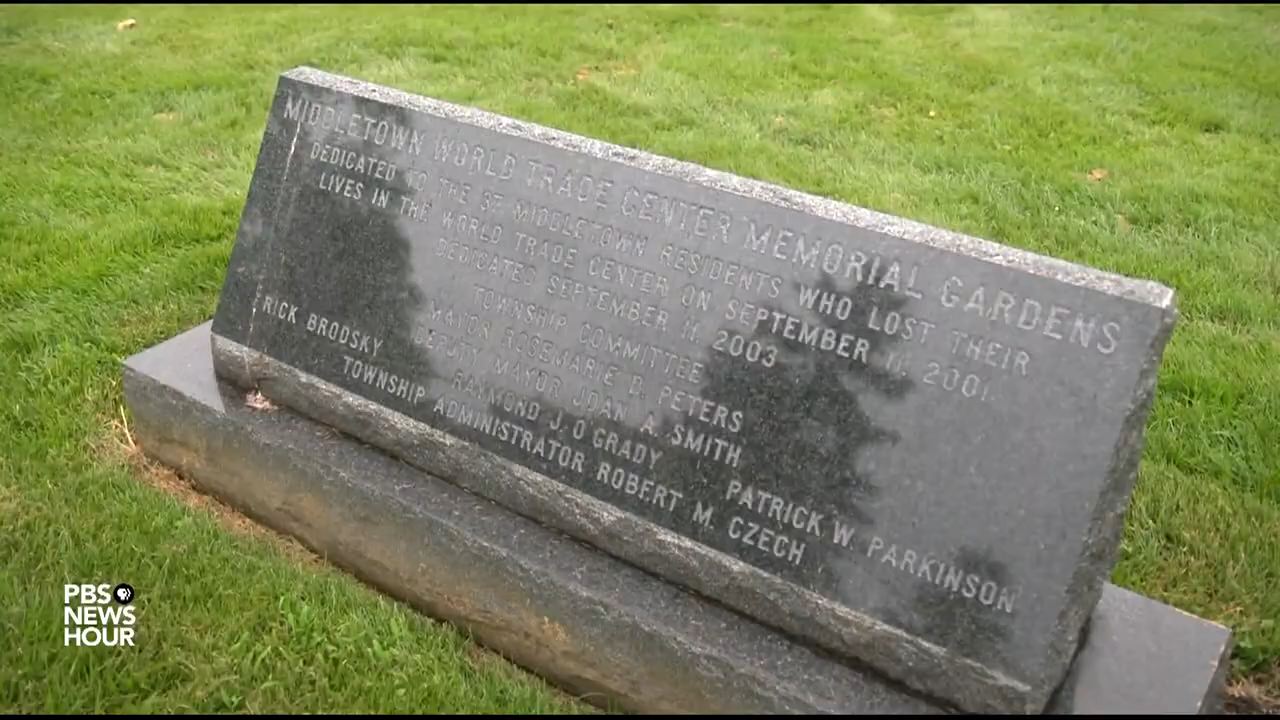 MIDDLETOWN WORLD TRADE CENTER MEMORIAL GARDENS
DEDICATED TO THE 37 MIDDLETOWN RESIDENTS WHO LOST THEIR
LIVES IN THE WORLD TRADE CENTER ON SEPTEMBER 11, 2001.
DEDICATED SEPTEMBER 11, 2003
TOWNSHIP COMMITTEE
MAYOR ROSEMARIE D. PETERS
DEPUTY MAYOR JOAN A. SMITH
RICK BRODSKY RAYMOND J. O'GRADY PATRICK W. PARKINSON
TOWNSHIP ADMINISTRATOR ROBERT M. CZECH
PBS
NEWS
HOUR